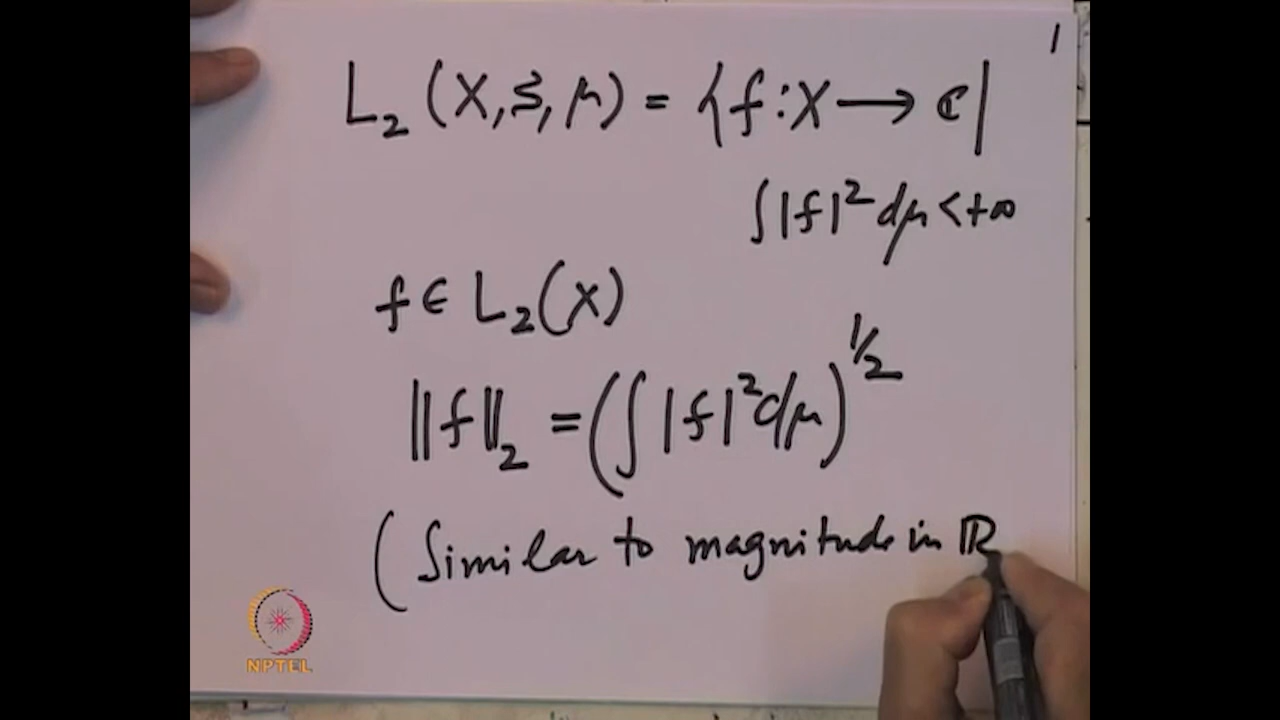 1
L₂ (X, S, μ) = {f : X → ℂ |
∫|f|² dμ < +∞
f ∈ L₂(X)
||f||₂ = (∫ |f|² dμ)^{1/2}
(Similar to magnitude in ℝ
NPTEL